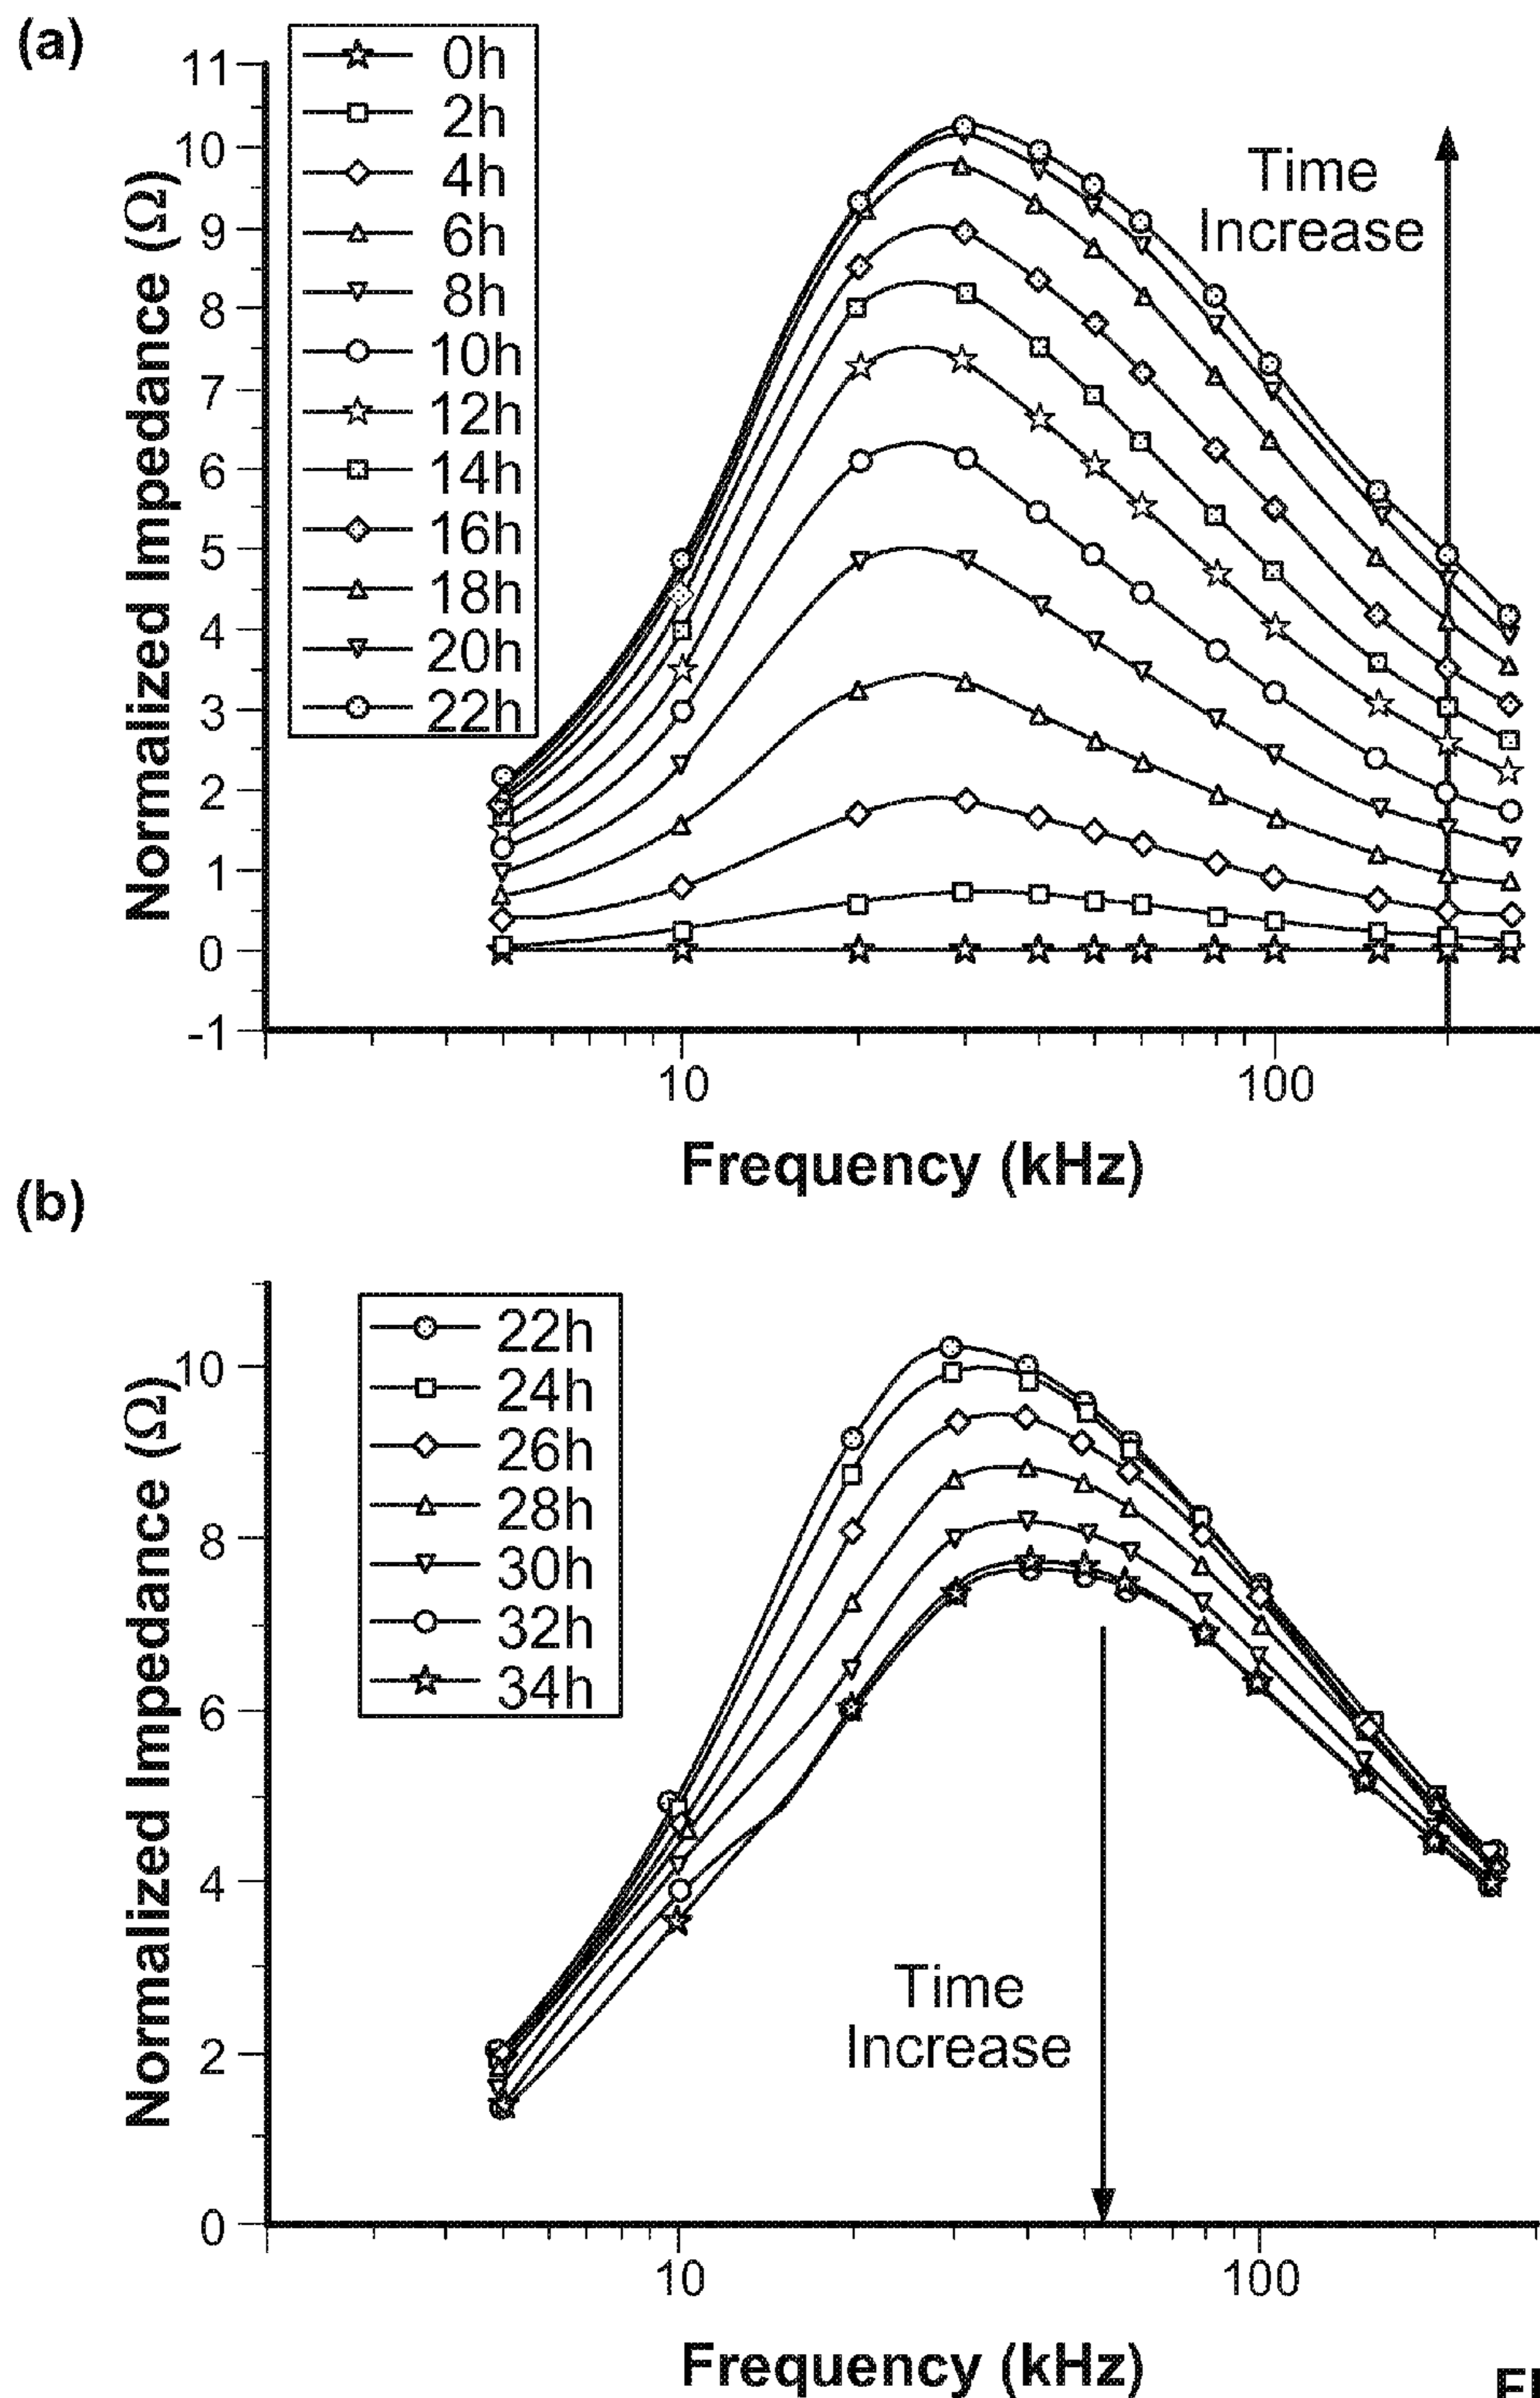 (a)
0h
2h
4h
6h
8h
10h
12h
14h
16h
18h
20h
22h
11
10
9
8
7
6
5
4
3
2
1
0
-1
Normalized Impedance (Ω)
Time
Increase
10
100
Frequency (kHz)
(b)
22h
24h
26h
28h
30h
32h
34h
10
8
6
4
2
0
Normalized Impedance (Ω)
Time
Increase
10
100
Frequency (kHz)